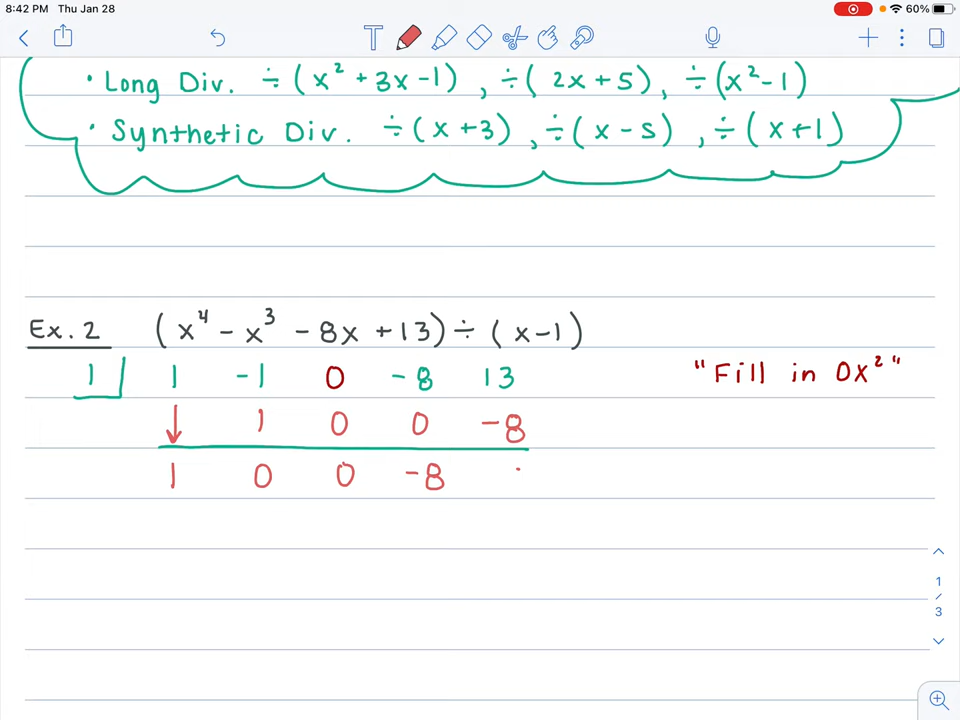 8:42 PM Thu Jan 28 60%
T
• Long Div. ÷(x² + 3x -1) , ÷( 2x + 5), ÷(x² - 1)
• Synthetic Div. ÷(x +3) , ÷( x - 5) , ÷ ( x +1)
Ex. 2 (x⁴ - x³ - 8x +13) ÷ ( x -1)
1 1 -1 0 -8 13 "Fill in 0x²"
↓ 1 0 0 -8
1 0 0 -8
1
/
3